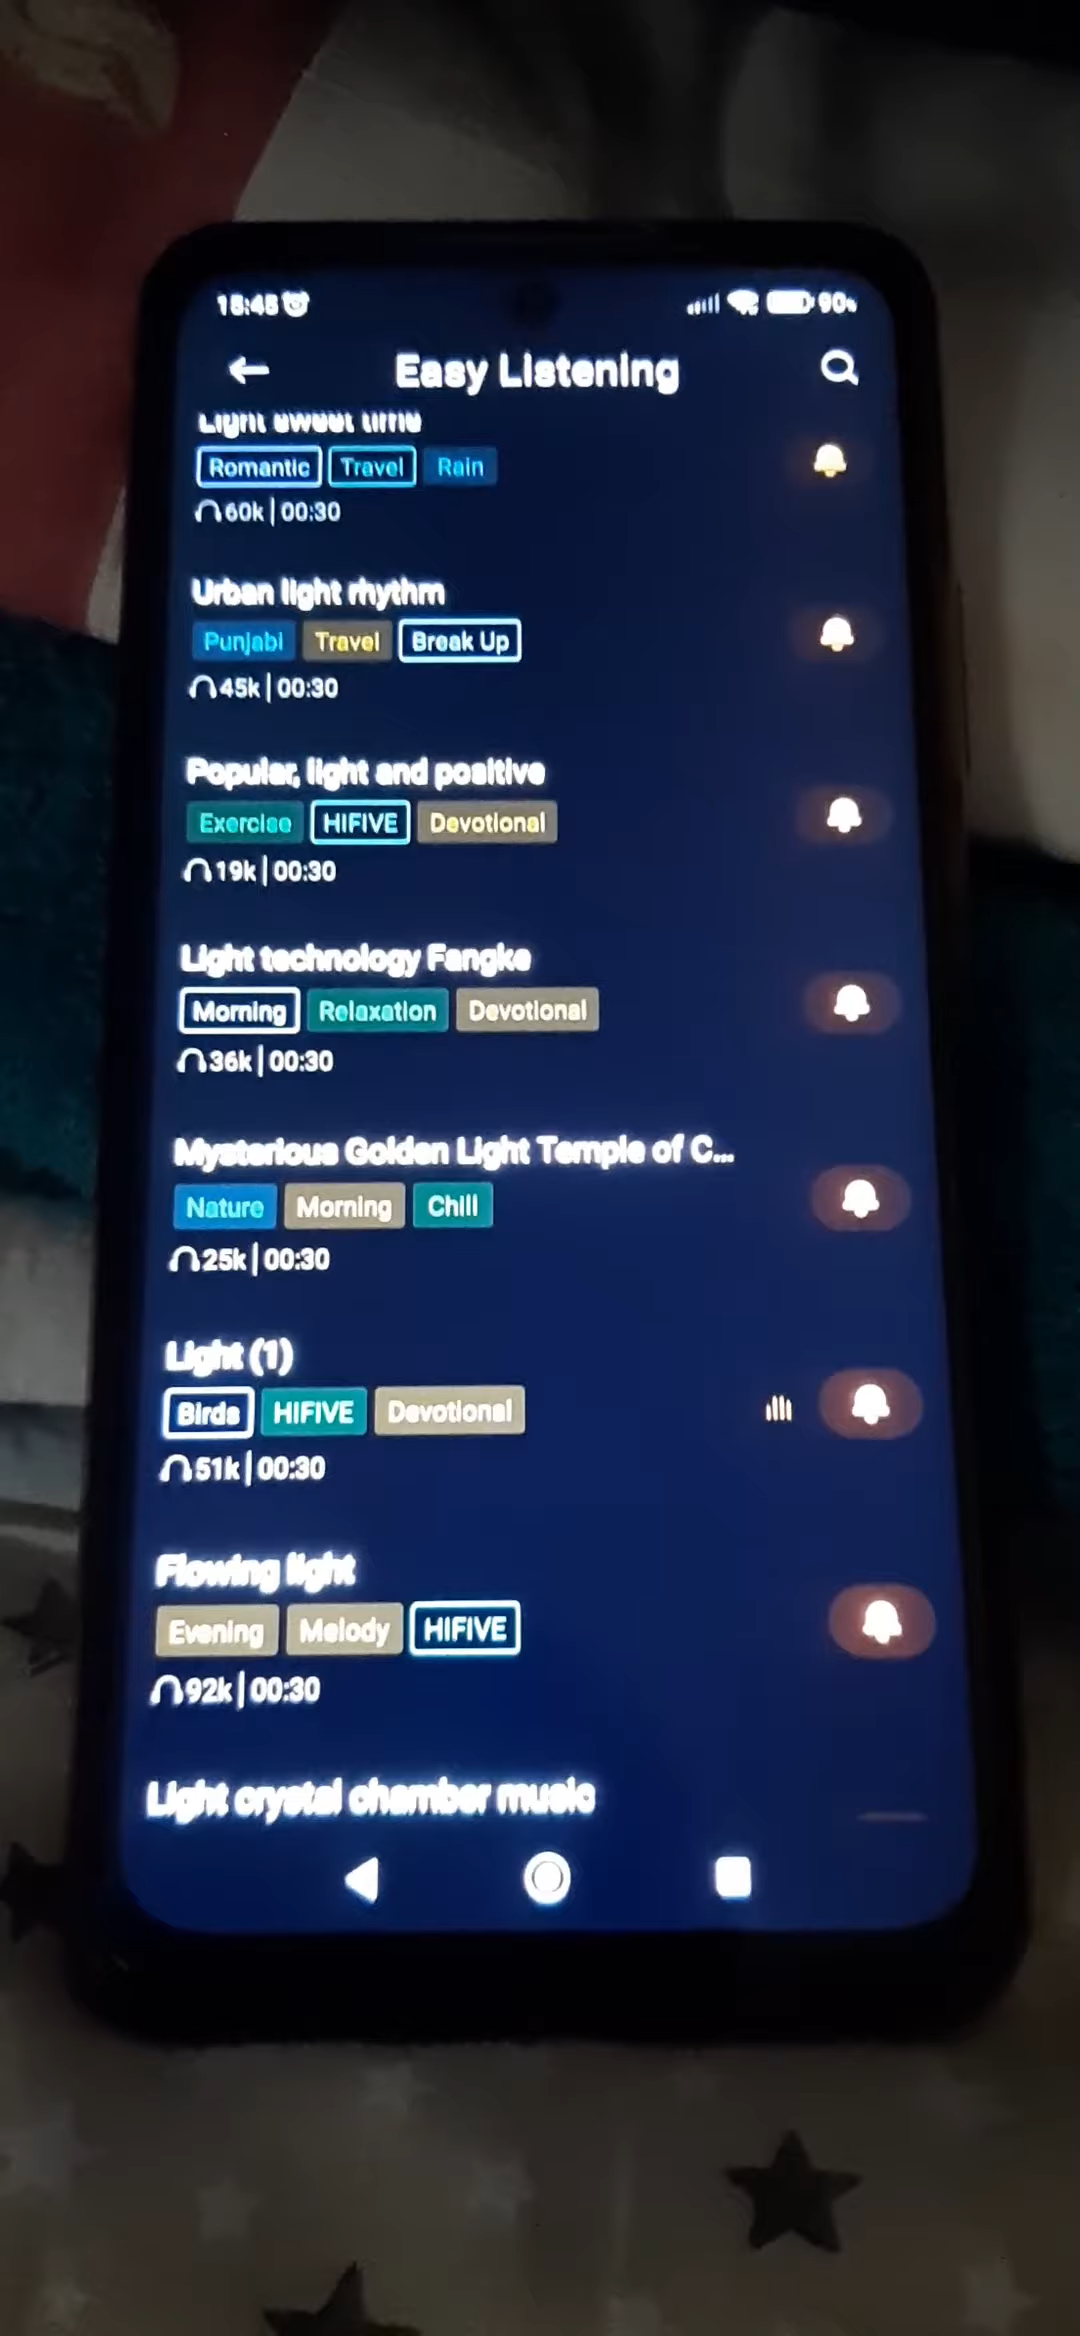 18:48 90%
Easy Listening
Light sweet time
Romantic Travel Rain
60k | 00:30
Urban light rhythm
Punjabi Travel Break Up
45k | 00:30
Popular, light and positive
Exercise HIFIVE Devotional
19k | 00:30
Light technology Fangke
Morning Relaxation Devotional
36k | 00:30
Mysterious Golden Light Temple of C...
Nature Morning Chill
25k | 00:30
Light (1)
Birds HIFIVE Devotional
51k | 00:30
Flowing light
Evening Melody HIFIVE
92k | 00:30
Light crystal chamber music